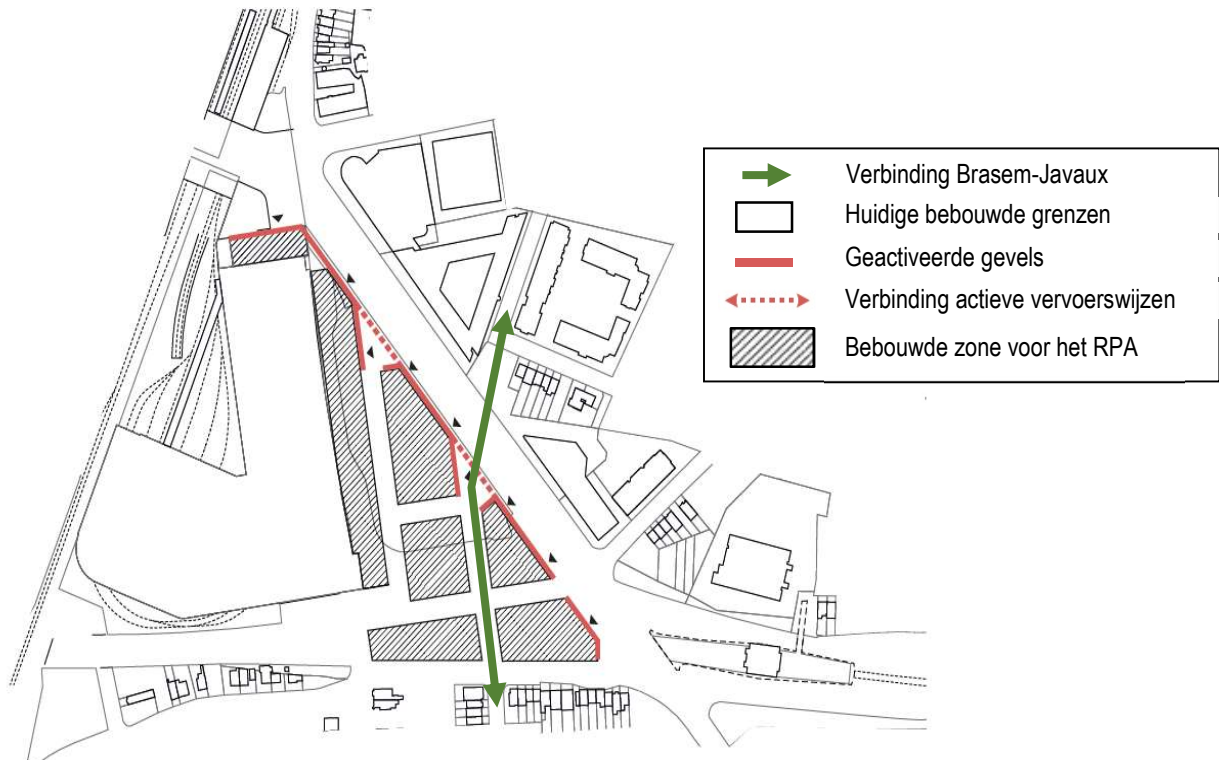 Verbinding Brasem-Javaux
Huidige bebouwde grenzen
Geactiveerde gevels
Verbinding actieve vervoerswijzen
Bebouwde zone voor het RPA